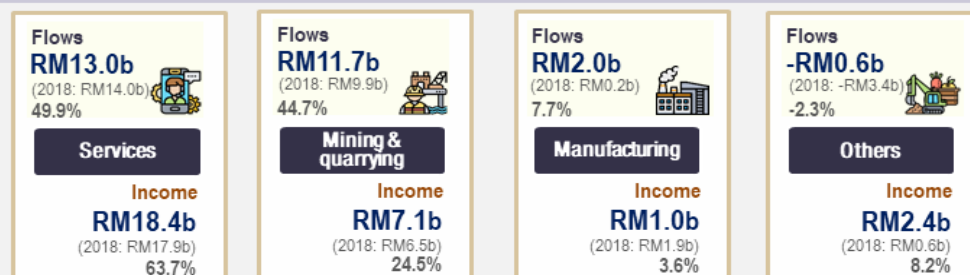 Flows
RM13.0b
(2018: RM14.0b)
49.9%
Services
Income
RM18.4b
(2018: RM17.9b)
63.7%
Flows
RM11.7b
(2018: RM9.9b)
44.7%
Mining &
quarrying
Income
RM7.1b
(2018: RM6.5b)
24.5%
Flows
RM2.0b
(2018: RM0.2b)
7.7%
Manufacturing
Income
RM1.0b
(2018: RM1.9b)
3.6%
Flows
-RM0.6b
(2018: -RM3.4b)
-2.3%
Others
Income
RM2.4b
(2018: RM0.6b)
8.2%